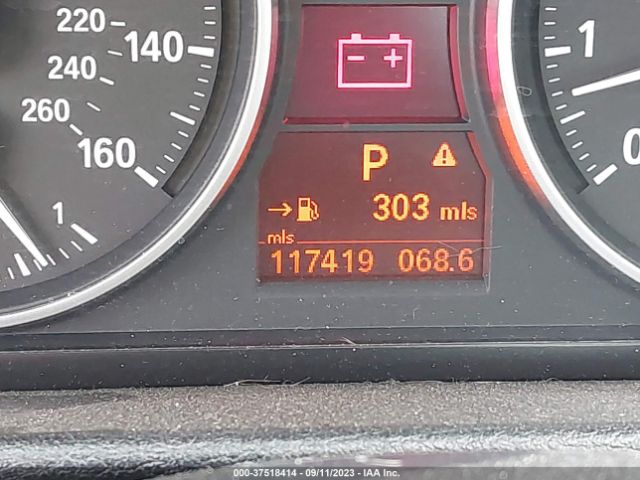 220
140
240
260
160
1
- +
P
303 mls
mls
117419 068.6
1
0
000-37518414 - 09/11/2023 - IAA Inc.